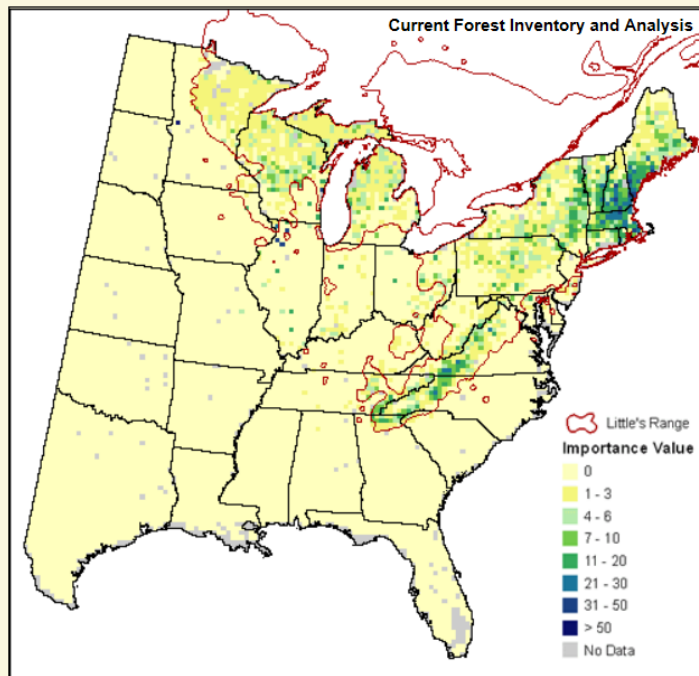 Current Forest Inventory and Analysis
Little's Range
Importance Value
0
1 - 3
4 - 6
7 - 10
11 - 20
21 - 30
31 - 50
> 50
No Data